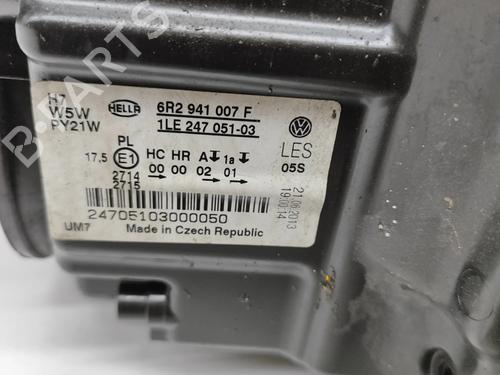 H7
W5W
PY21W
HELLA
6R2 941 007 F
1LE 247 051-03
PL
17,5 E1 HC HR A 1a
2714 00 00 02 01
2715
LES
05S
21.06.2013
19:00:14
24705103000050
UM7 Made in Czech Republic